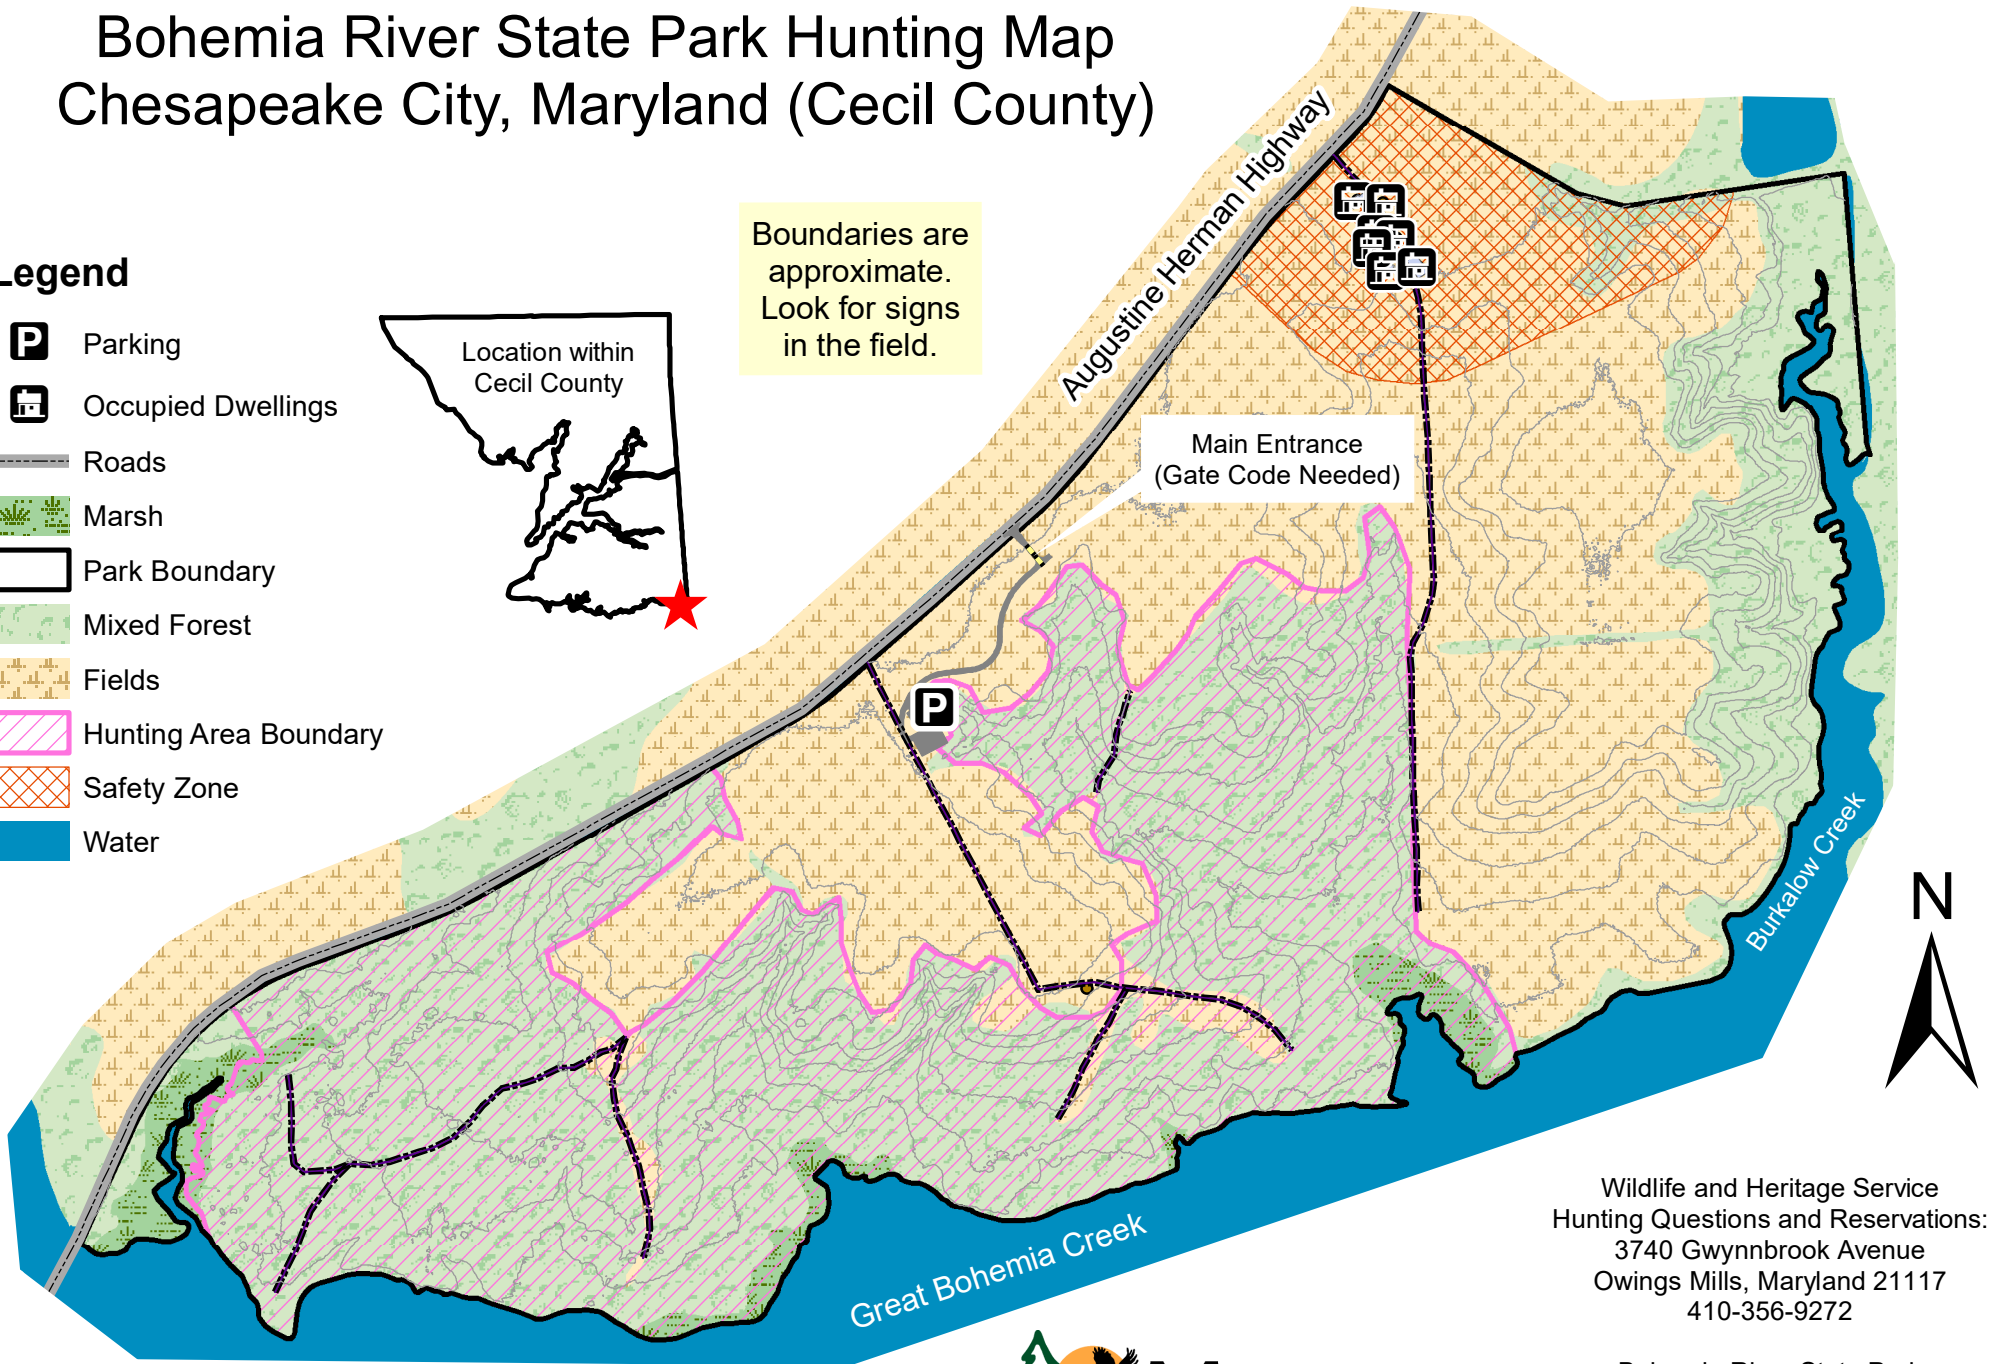 Bohemia River State Park Hunting Map
Chesapeake City, Maryland (Cecil County)
Boundaries are
approximate.
Look for signs
in the field.
Legend
P Parking
Occupied Dwellings
Roads
Marsh
Park Boundary
Mixed Forest
Fields
Hunting Area Boundary
Safety Zone
Water
Location within
Cecil County
Augustine Herman Highway
Main Entrance
(Gate Code Needed)
P
Burkalow Creek
N
Great Bohemia Creek
Wildlife and Heritage Service
Hunting Questions and Reservations:
3740 Gwynnbrook Avenue
Owings Mills, Maryland 21117
410-356-9272